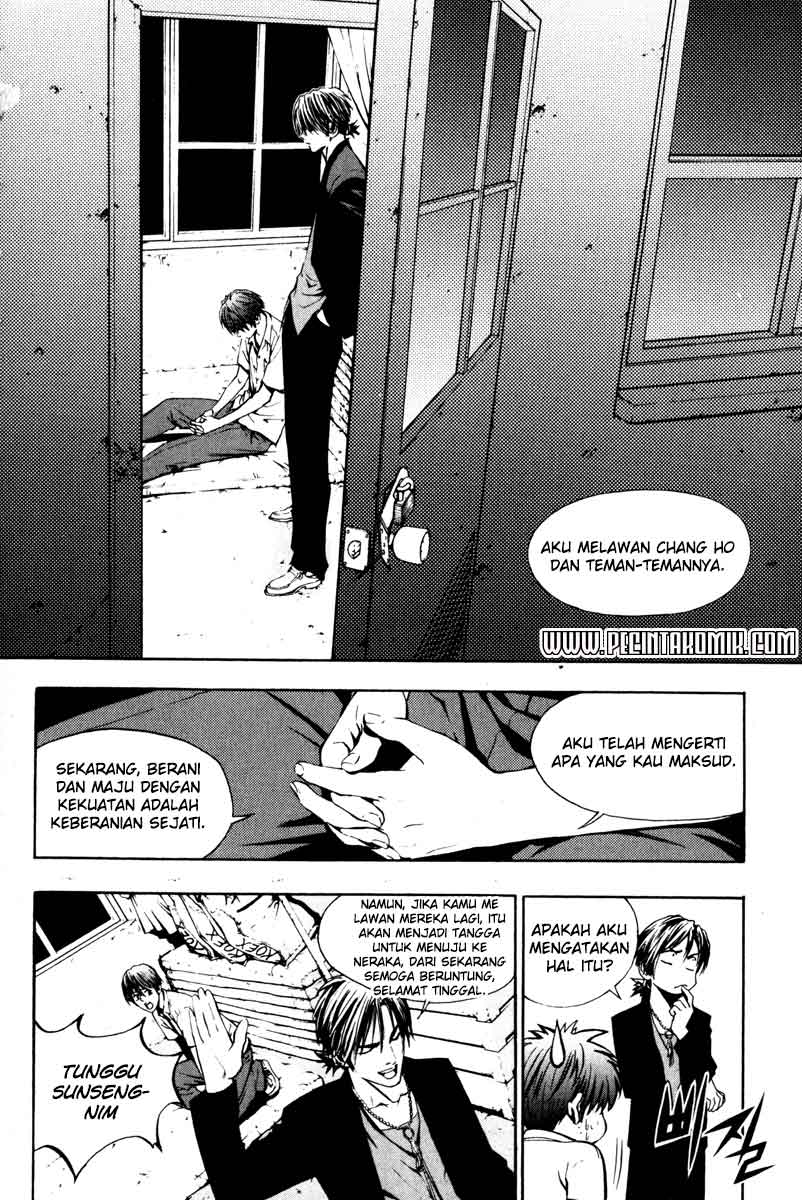 AKU MELAWAN CHANG HO
DAN TEMAN-TEMANNYA.
WWW.PECINTAKOMIK.COM
AKU TELAH MENGERTI
APA YANG KAU MAKSUD.
SEKARANG, BERANI
DAN MAJU DENGAN
KEKUATAN ADALAH
KEBERANIAN SEJATI.
APAKAH AKU
MENGATAKAN
HAL ITU?
삐질
NAMUN, JIKA KAMU ME
LAWAN MEREKA LAGI, ITU
AKAN MENJADI TANGGA
UNTUK MENUJU KE
NERAKA, DARI SEKARANG
SEMOGA BERUNTUNG,
SELAMAT TINGGAL.
TUNGGU
SUNSENG-
NIM